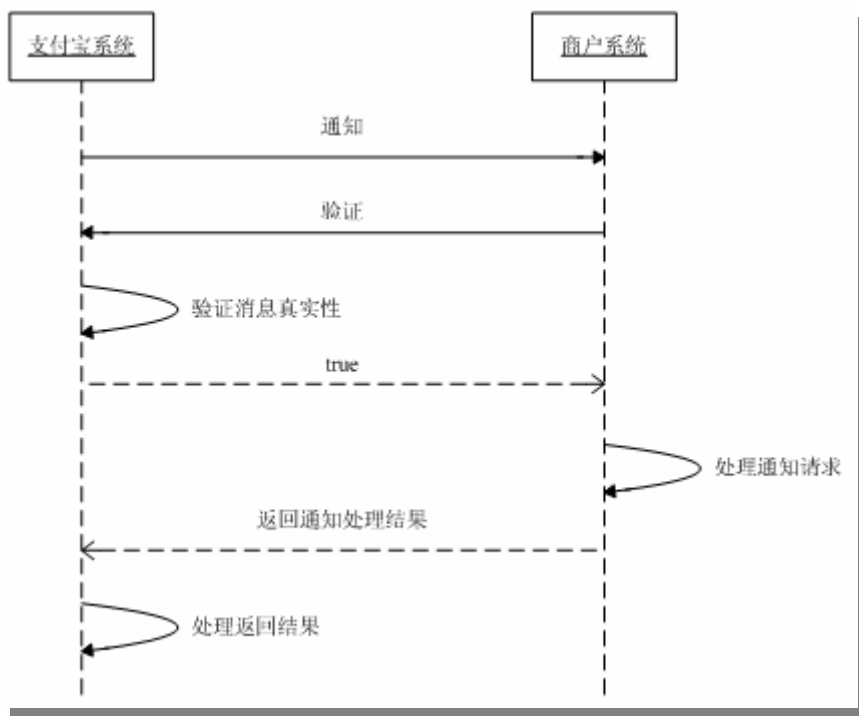 支付宝系统
商户系统
通知
验证
验证消息真实性
true
处理通知请求
返回通知处理结果
处理返回结果